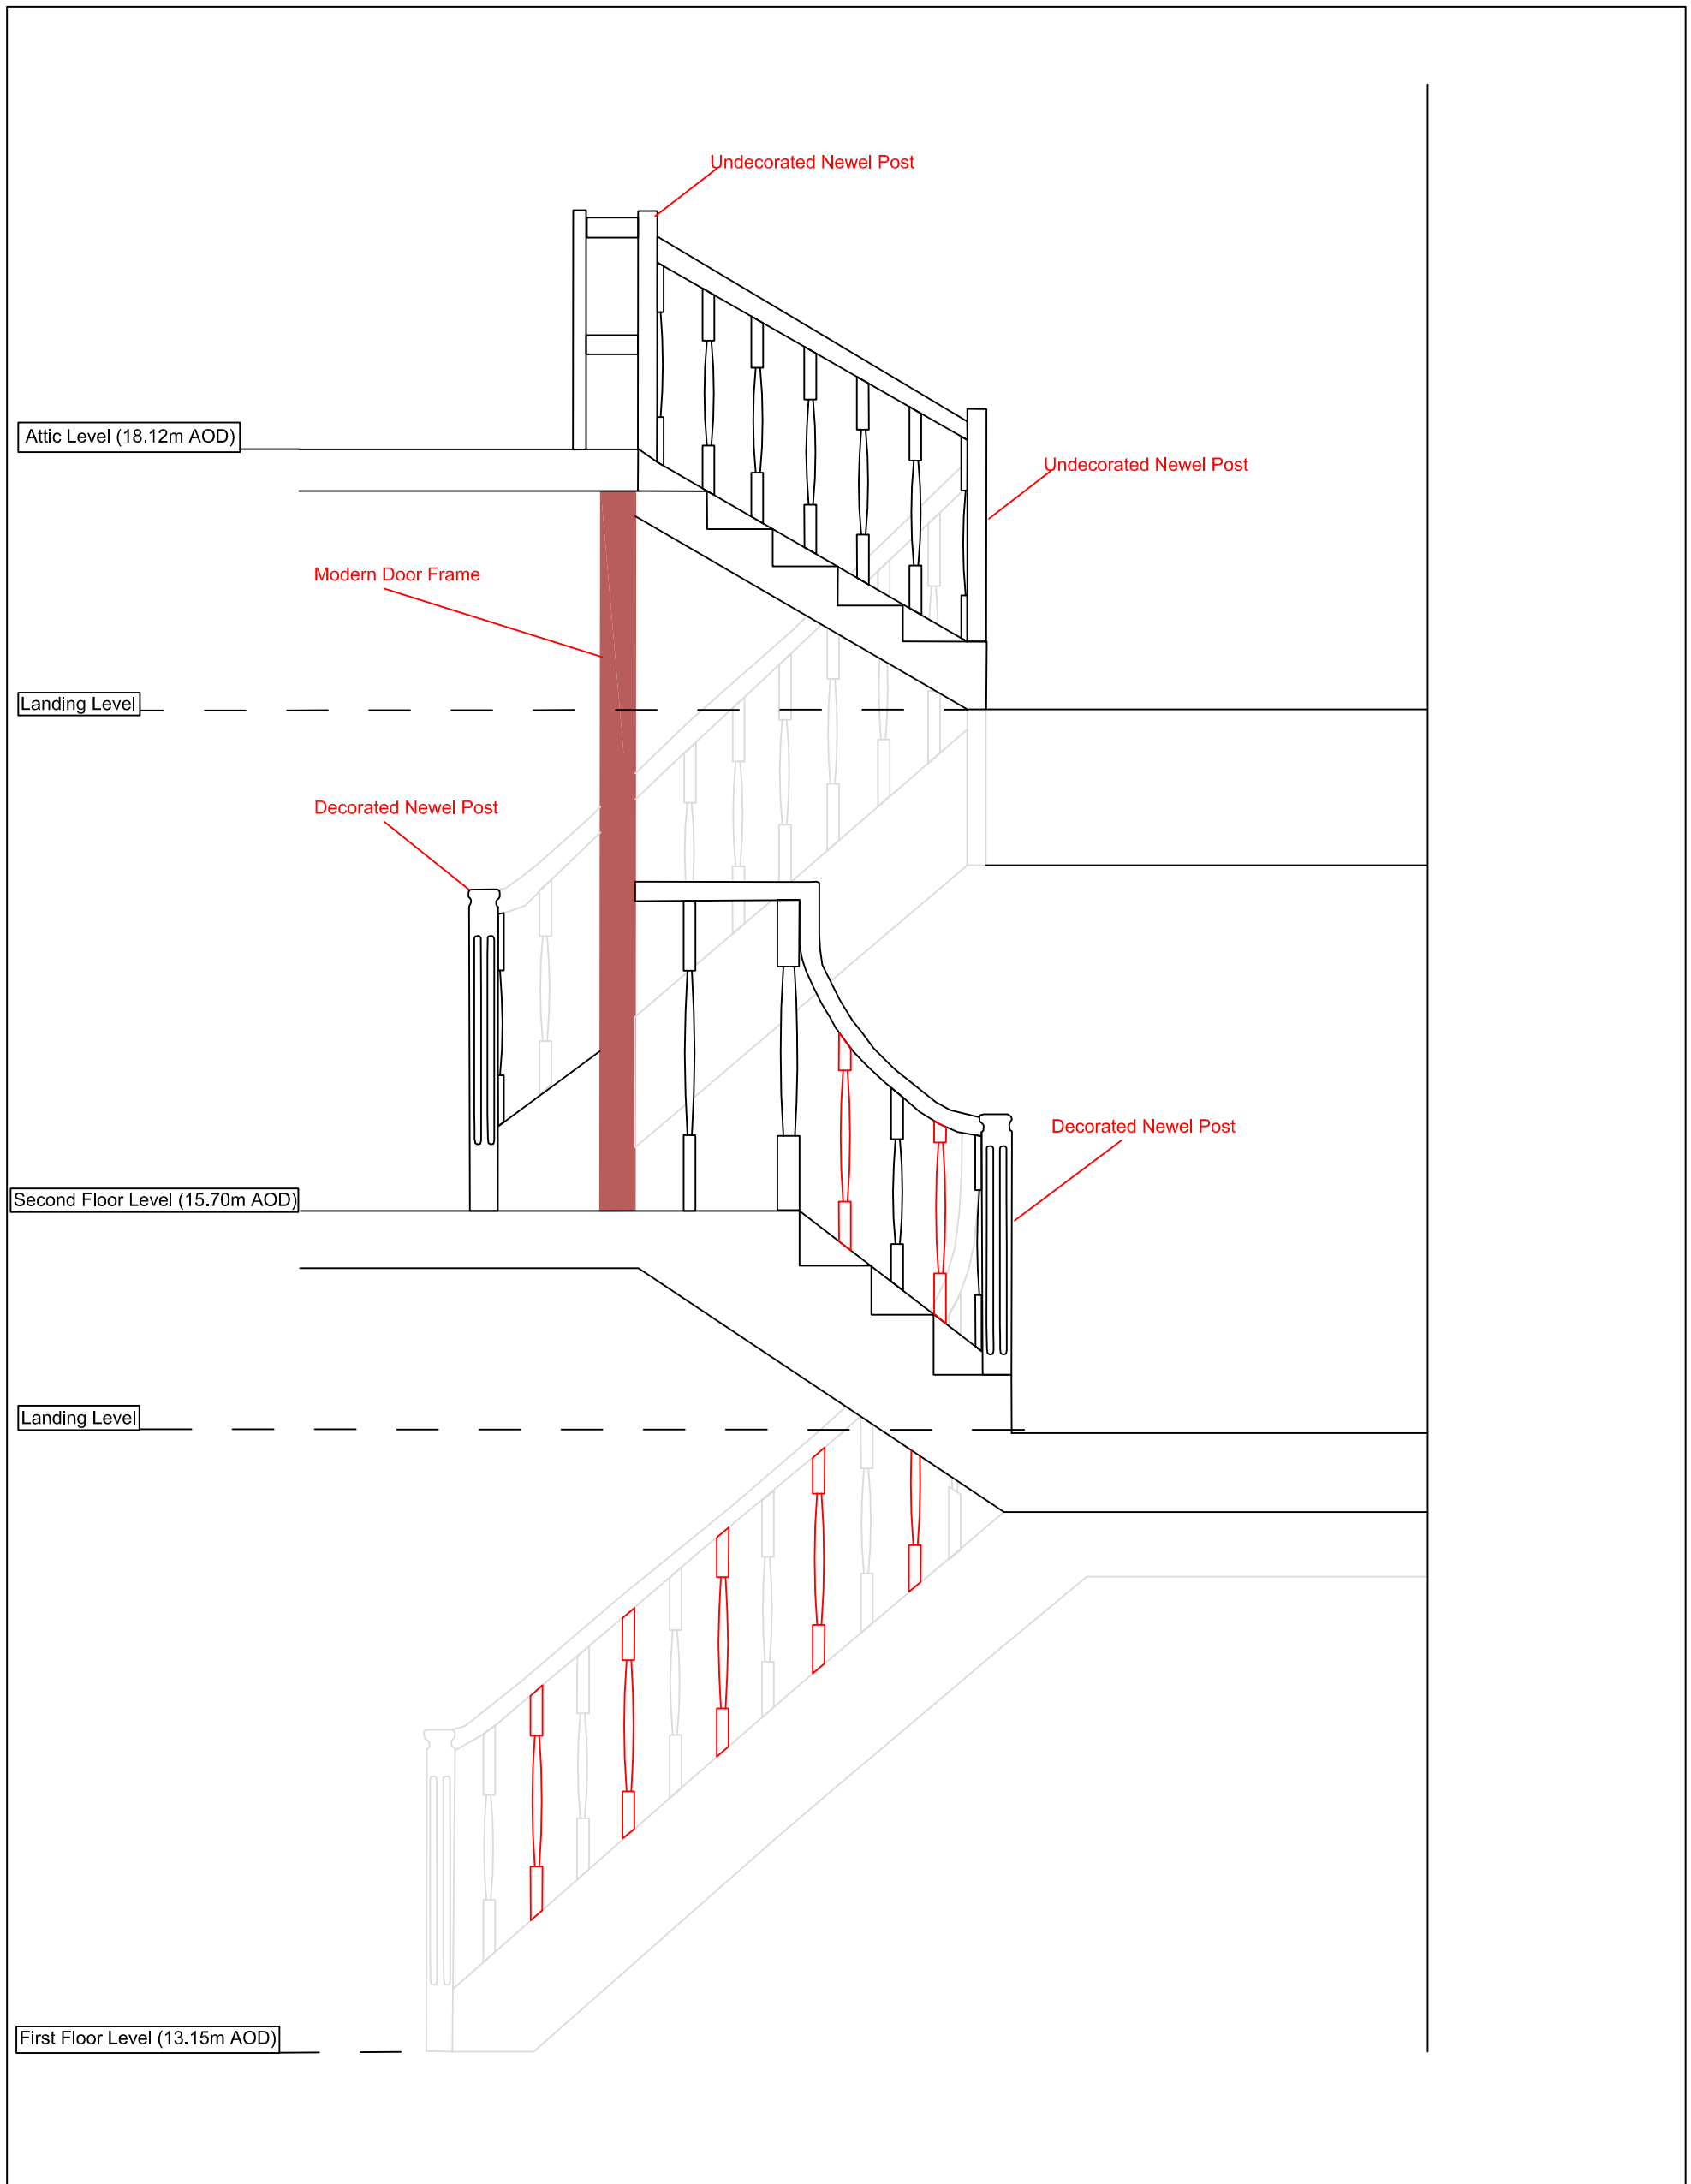 Undecorated Newel Post
Attic Level (18.12m AOD)
Undecorated Newel Post
Modern Door Frame
Landing Level
Decorated Newel Post
Decorated Newel Post
Second Floor Level (15.70m AOD)
Landing Level
First Floor Level (13.15m AOD)